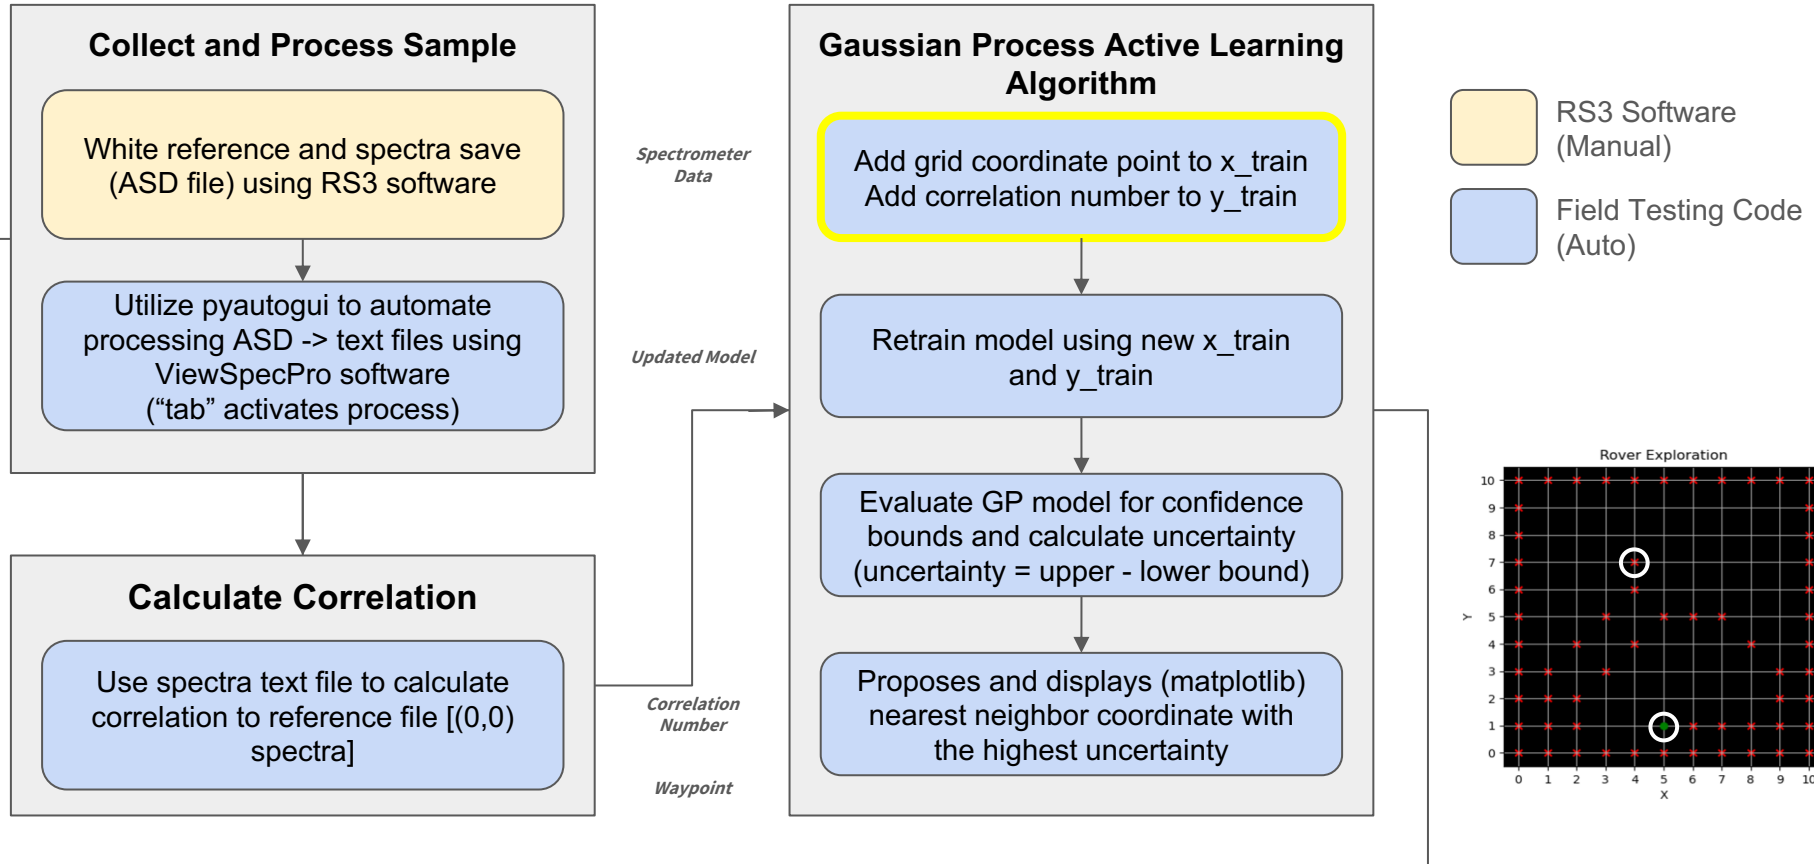 Collect and Process Sample
White reference and spectra save
(ASD file) using RS3 software
Utilize pyautogui to automate
processing ASD -> text files using
ViewSpecPro software
(“tab” activates process)
Calculate Correlation
Use spectra text file to calculate
correlation to reference file [(0,0)
spectra]
Spectrometer
Data
Updated Model
Correlation
Number
Waypoint
Gaussian Process Active Learning
Algorithm
Add grid coordinate point to x_train
Add correlation number to y_train
Retrain model using new x_train
and y_train
Evaluate GP model for confidence
bounds and calculate uncertainty
(uncertainty = upper - lower bound)
Proposes and displays (matplotlib)
nearest neighbor coordinate with
the highest uncertainty
RS3 Software
(Manual)
Field Testing Code
(Auto)
Rover Exploration
10
9
8
7
6
5
4
3
2
1
0
Y
0 1 2 3 4 5 6 7 8 9 10
X